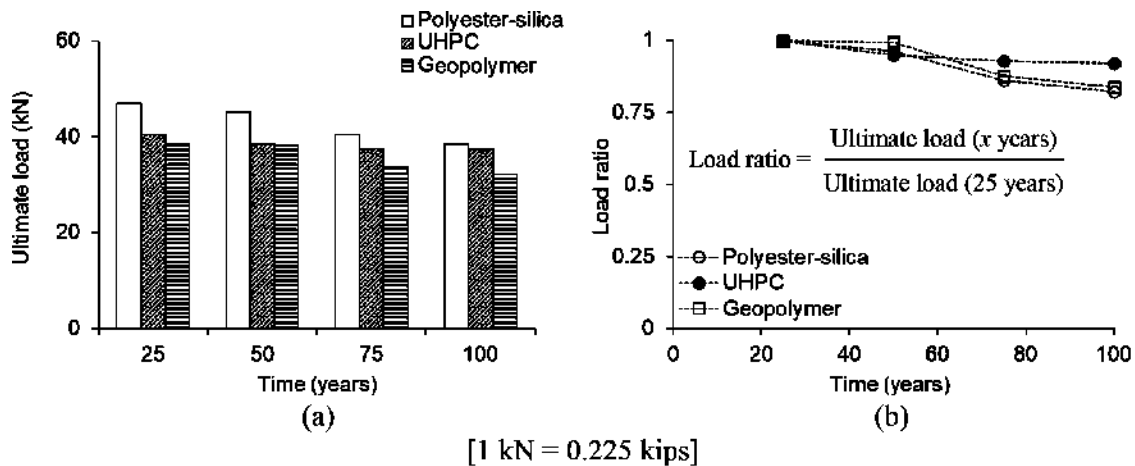 Polyester-silica
UHPC
Geopolymer
60
40
20
0
Ultimate load (kN)
25 50 75 100
Time (years)
(a)
1
0.75
0.5
0.25
0
Load ratio
Load ratio = Ultimate load (x years)
Ultimate load (25 years)
Polyester-silica
UHPC
Geopolymer
0 20 40 60 80 100
Time (years)
(b)
[1 kN = 0.225 kips]